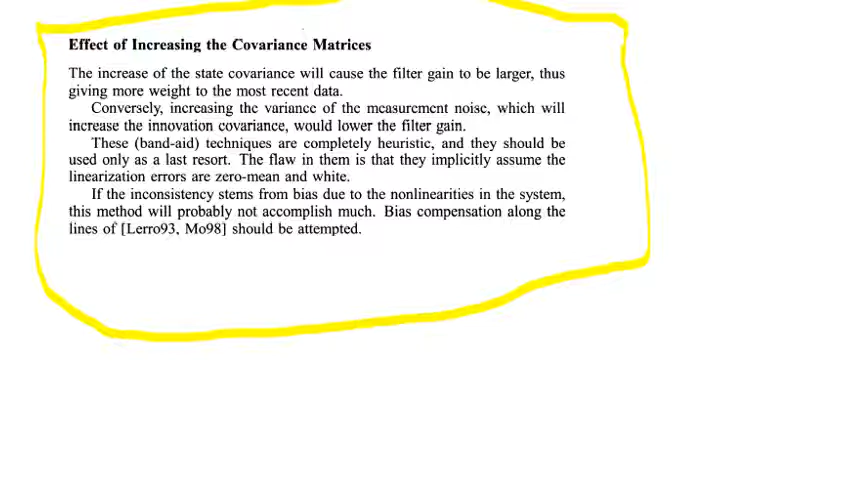 Effect of Increasing the Covariance Matrices
The increase of the state covariance will cause the filter gain to be larger, thus
giving more weight to the most recent data.
Conversely, increasing the variance of the measurement noise, which will
increase the innovation covariance, would lower the filter gain.
These (band-aid) techniques are completely heuristic, and they should be
used only as a last resort. The flaw in them is that they implicitly assume the
linearization errors are zero-mean and white.
If the inconsistency stems from bias due to the nonlinearities in the system,
this method will probably not accomplish much. Bias compensation along the
lines of [Lerro93, Mo98] should be attempted.